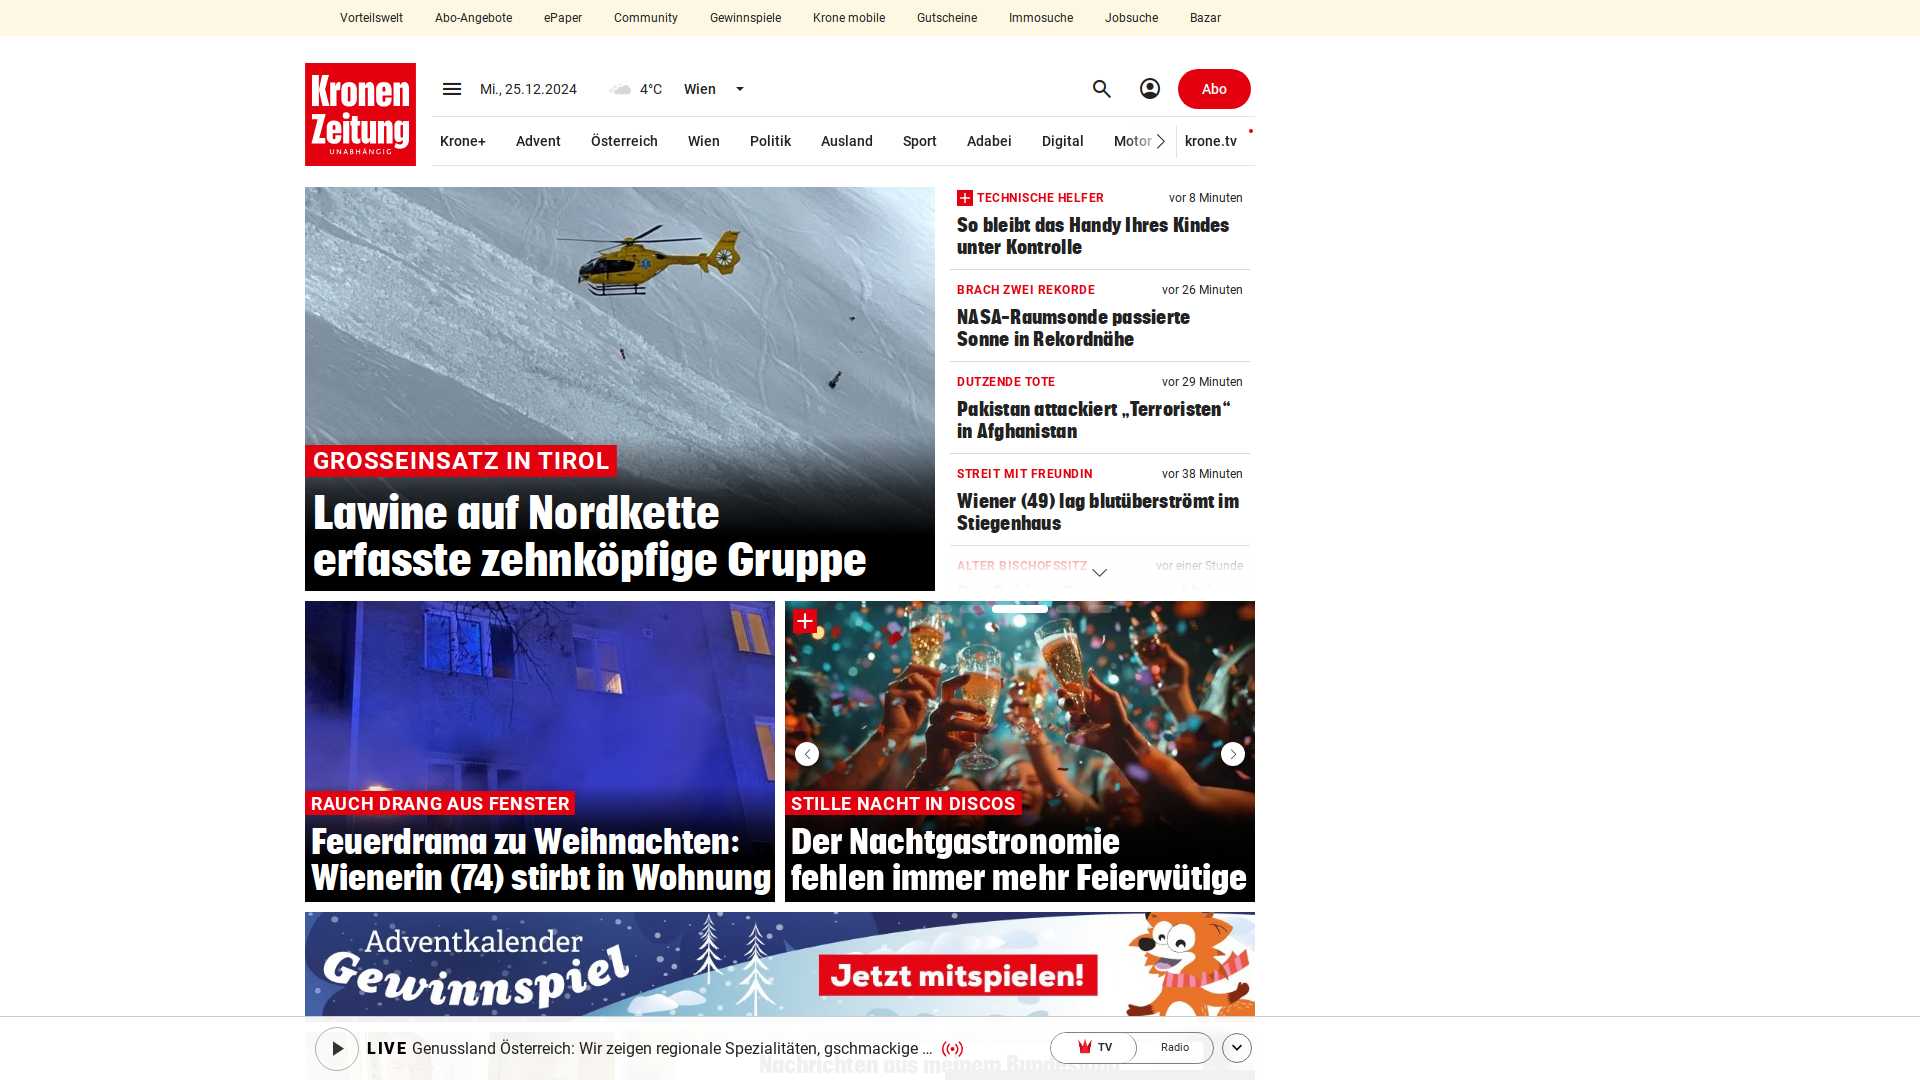 Vorteilswelt Abo-Angebote ePaper Community Gewinnspiele Krone mobile Gutscheine Immosuche Jobsuche Bazar
Kronen
Zeitung
UNABHÄNGIG
Mi., 25.12.2024 4°C Wien Abo
Krone+ Advent Österreich Wien Politik Ausland Sport Adabei Digital Motor krone.tv
GROSSEINSATZ IN TIROL
Lawine auf Nordkette
erfasste zehnköpfige Gruppe
TECHNISCHE HELFER vor 8 Minuten
So bleibt das Handy Ihres Kindes
unter Kontrolle
BRACH ZWEI REKORDE vor 26 Minuten
NASA-Raumsonde passierte
Sonne in Rekordnähe
DUTZENDE TOTE vor 29 Minuten
Pakistan attackiert „Terroristen“
in Afghanistan
STREIT MIT FREUNDIN vor 38 Minuten
Wiener (49) lag blutüberströmt im
Stiegenhaus
ALTER BISCHOFSSITZ vor einer Stunde
RAUCH DRANG AUS FENSTER
Feuerdrama zu Weihnachten:
Wienerin (74) stirbt in Wohnung
STILLE NACHT IN DISCOS
Der Nachtgastronomie
fehlen immer mehr Feierwütige
Adventkalender
Gewinnspiel
Jetzt mitspielen!
LIVE Genussland Österreich: Wir zeigen regionale Spezialitäten, gschmackige ...
TV Radio
Nachrichten aus meinem Bundesland